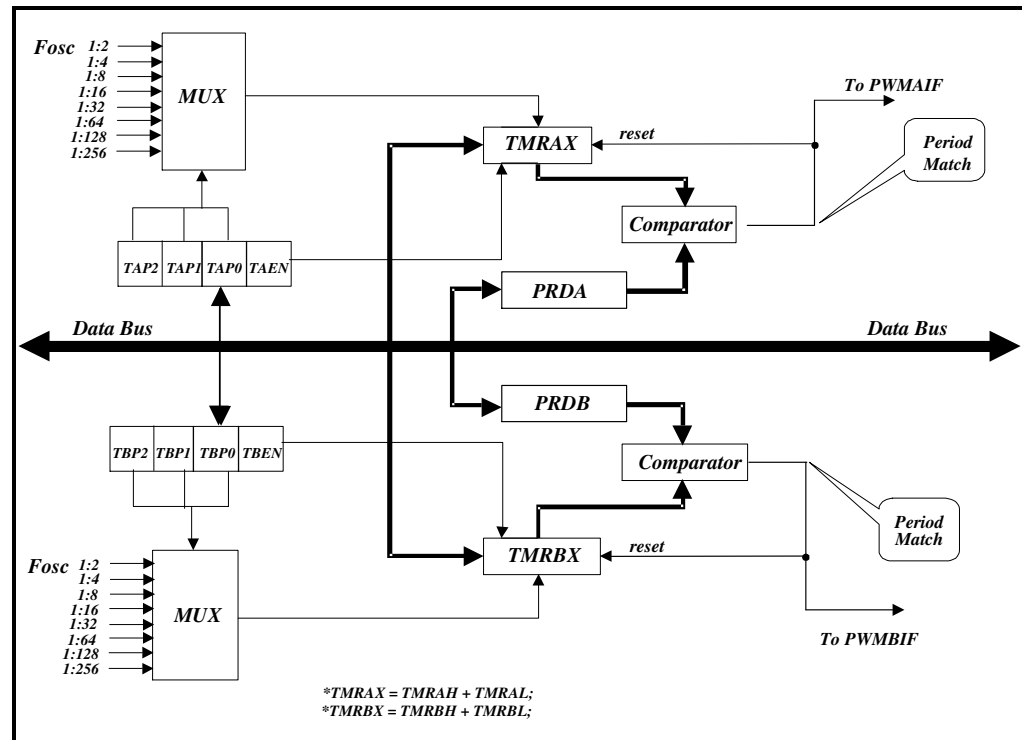 Fosc 1:2
1:4
1:8
1:16
1:32
1:64
1:128
1:256
MUX
To PWMAIF
TMRAX
reset
Period
Match
Comparator
TAP2 TAP1 TAP0 TAEN
PRDA
Data Bus
Data Bus
PRDB
TBP2 TBP1 TBP0 TBEN
Comparator
Period
Match
TMRBX
reset
Fosc 1:2
1:4
1:8
1:16
1:32
1:64
1:128
1:256
MUX
To PWMBIF
*TMRAX = TMRAH + TMRAL;
*TMRBX = TMRBH + TMRBL;